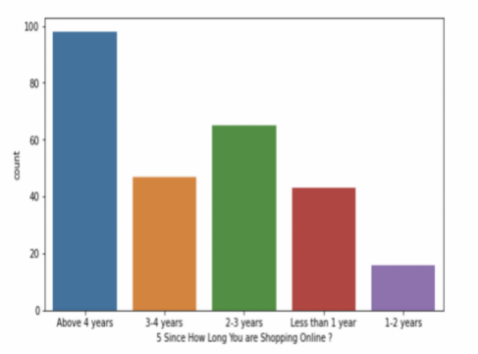 100
80
60
40
20
0
count
Above 4 years 3-4 years 2-3 years Less than 1 year 1-2 years
5 Since How Long You are Shopping Online ?